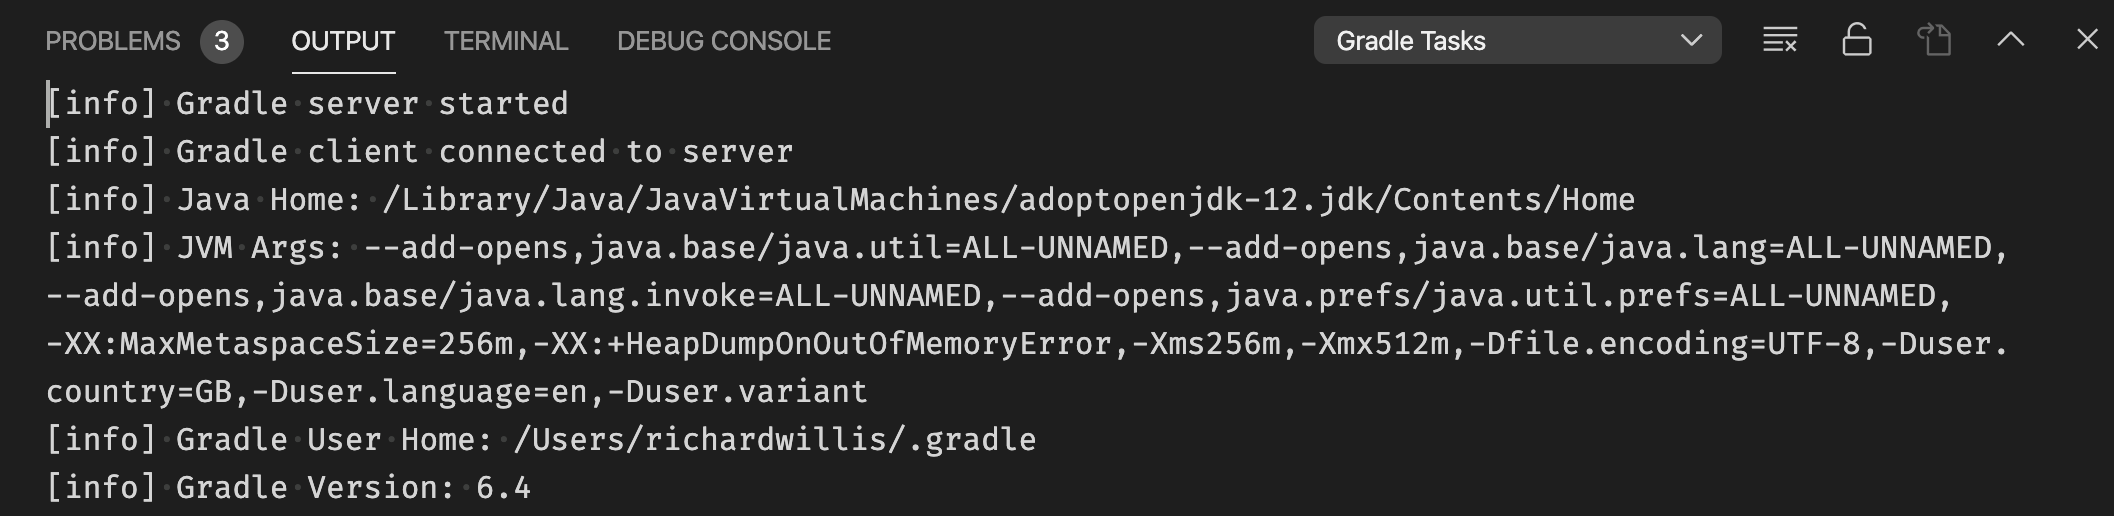 PROBLEMS 3 OUTPUT TERMINAL DEBUG CONSOLE Gradle Tasks
[info] Gradle server started
[info] Gradle client connected to server
[info] Java Home: /Library/Java/JavaVirtualMachines/adoptopenjdk-12.jdk/Contents/Home
[info] JVM Args: --add-opens,java.base/java.util=ALL-UNNAMED,--add-opens,java.base/java.lang=ALL-UNNAMED,
--add-opens,java.base/java.lang.invoke=ALL-UNNAMED,--add-opens,java.prefs/java.util.prefs=ALL-UNNAMED,
-XX:MaxMetaspaceSize=256m,-XX:+HeapDumpOnOutOfMemoryError,-Xms256m,-Xmx512m,-Dfile.encoding=UTF-8,-Duser.
country=GB,-Duser.language=en,-Duser.variant
[info] Gradle User Home: /Users/richardwillis/.gradle
[info] Gradle Version: 6.4